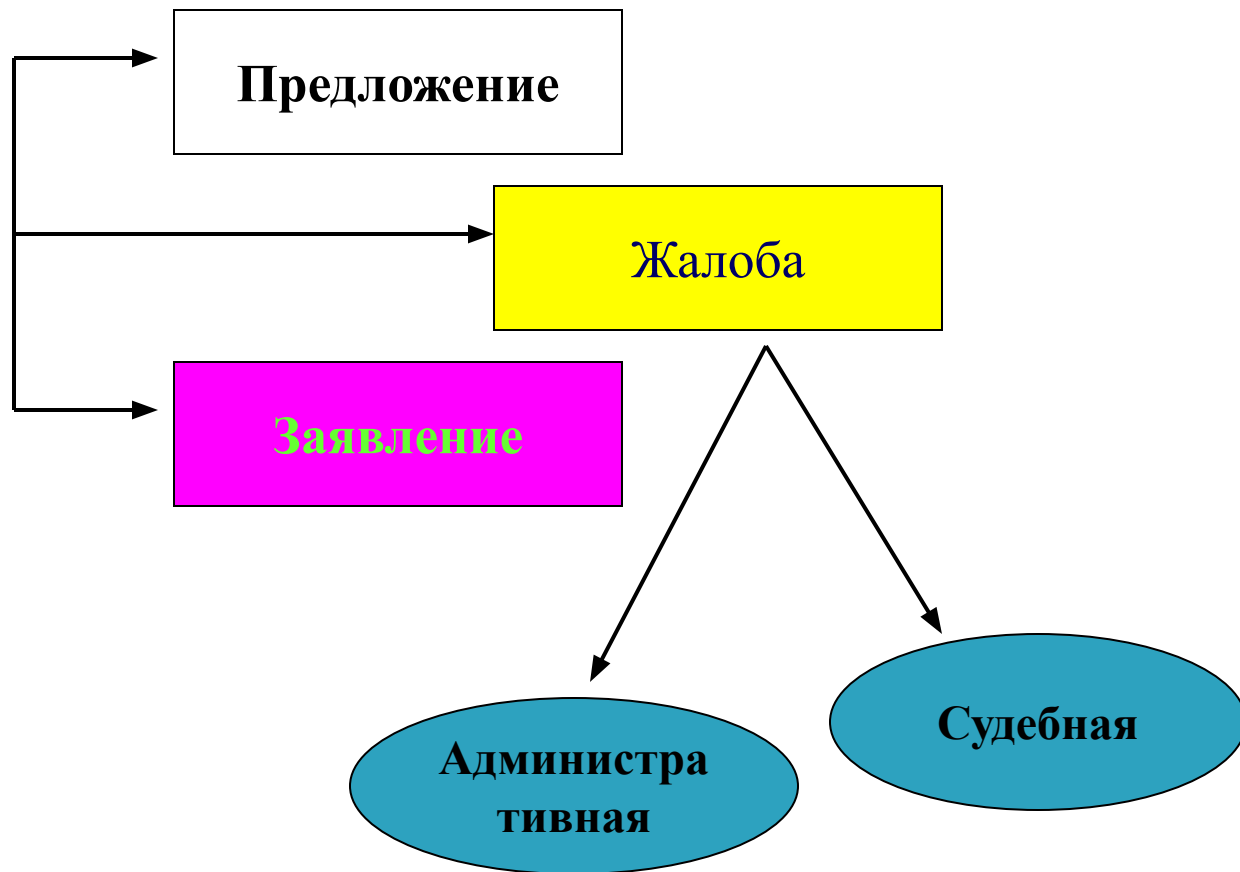 Предложение
Жалоба
Заявление
Судебная
Администра
тивная